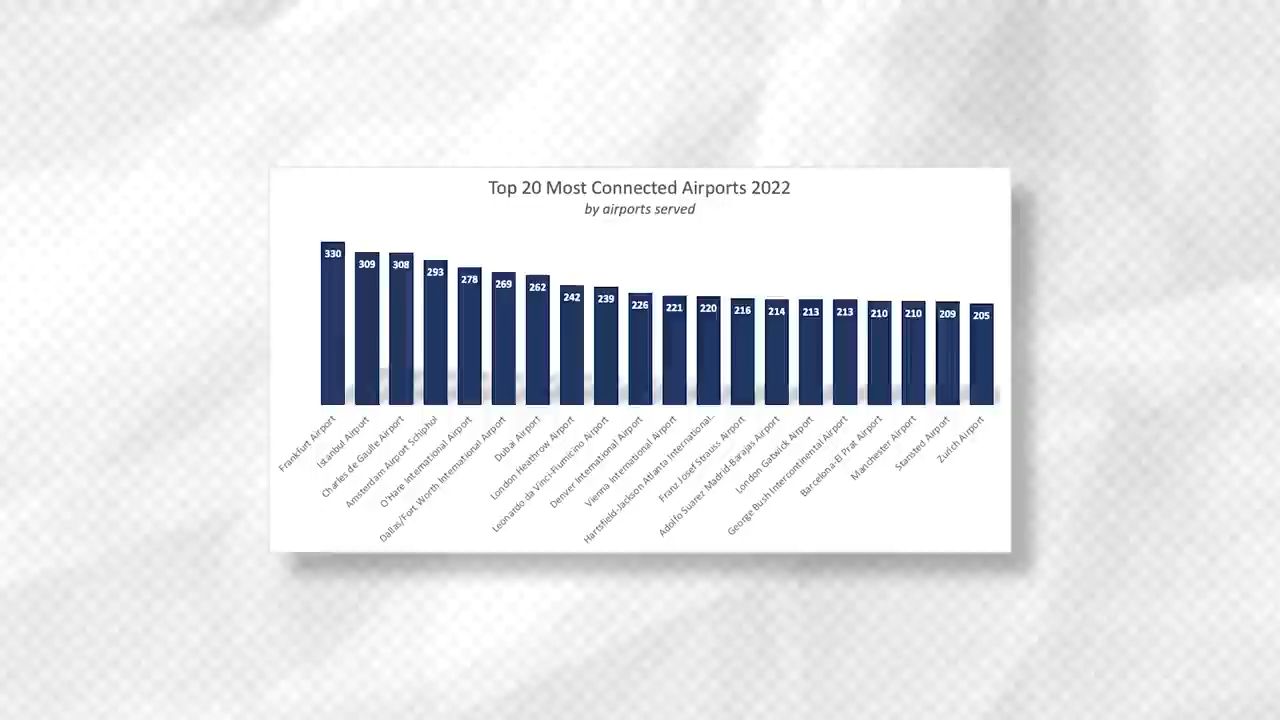 Top 20 Most Connected Airports 2022
by airports served
330
309
308
293
278
269
262
242
239
226
221
220
216
214
213
213
210
210
209
205
Frankfurt Airport
Istanbul Airport
Charles de Gaulle Airport
Amsterdam Airport Schiphol
O'Hare International Airport
Dallas/Fort Worth International Airport
Dubai Airport
London Heathrow Airport
Leonardo da Vinci-Fiumicino Airport
Denver International Airport
Vienna International Airport
Hartsfield-Jackson Atlanta International...
Franz Josef Strauss Airport
Adolfo Suarez Madrid-Barajas Airport
London Gatwick Airport
George Bush Intercontinental Airport
Barcelona-El Prat Airport
Manchester Airport
Stansted Airport
Zurich Airport